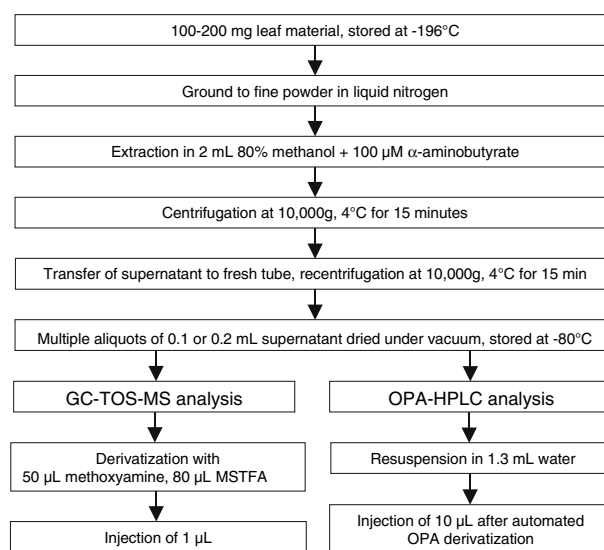 100-200 mg leaf material, stored at -196°C
Ground to fine powder in liquid nitrogen
Extraction in 2 mL 80% methanol + 100 µM α-aminobutyrate
Centrifugation at 10,000g, 4°C for 15 minutes
Transfer of supernatant to fresh tube, recentrifugation at 10,000g, 4°C for 15 min
Multiple aliquots of 0.1 or 0.2 mL supernatant dried under vacuum, stored at -80°C
GC-TOS-MS analysis
Derivatization with
50 µL methoxyamine, 80 µL MSTFA
Injection of 1 µL
OPA-HPLC analysis
Resuspension in 1.3 mL water
Injection of 10 µL after automated
OPA derivatization